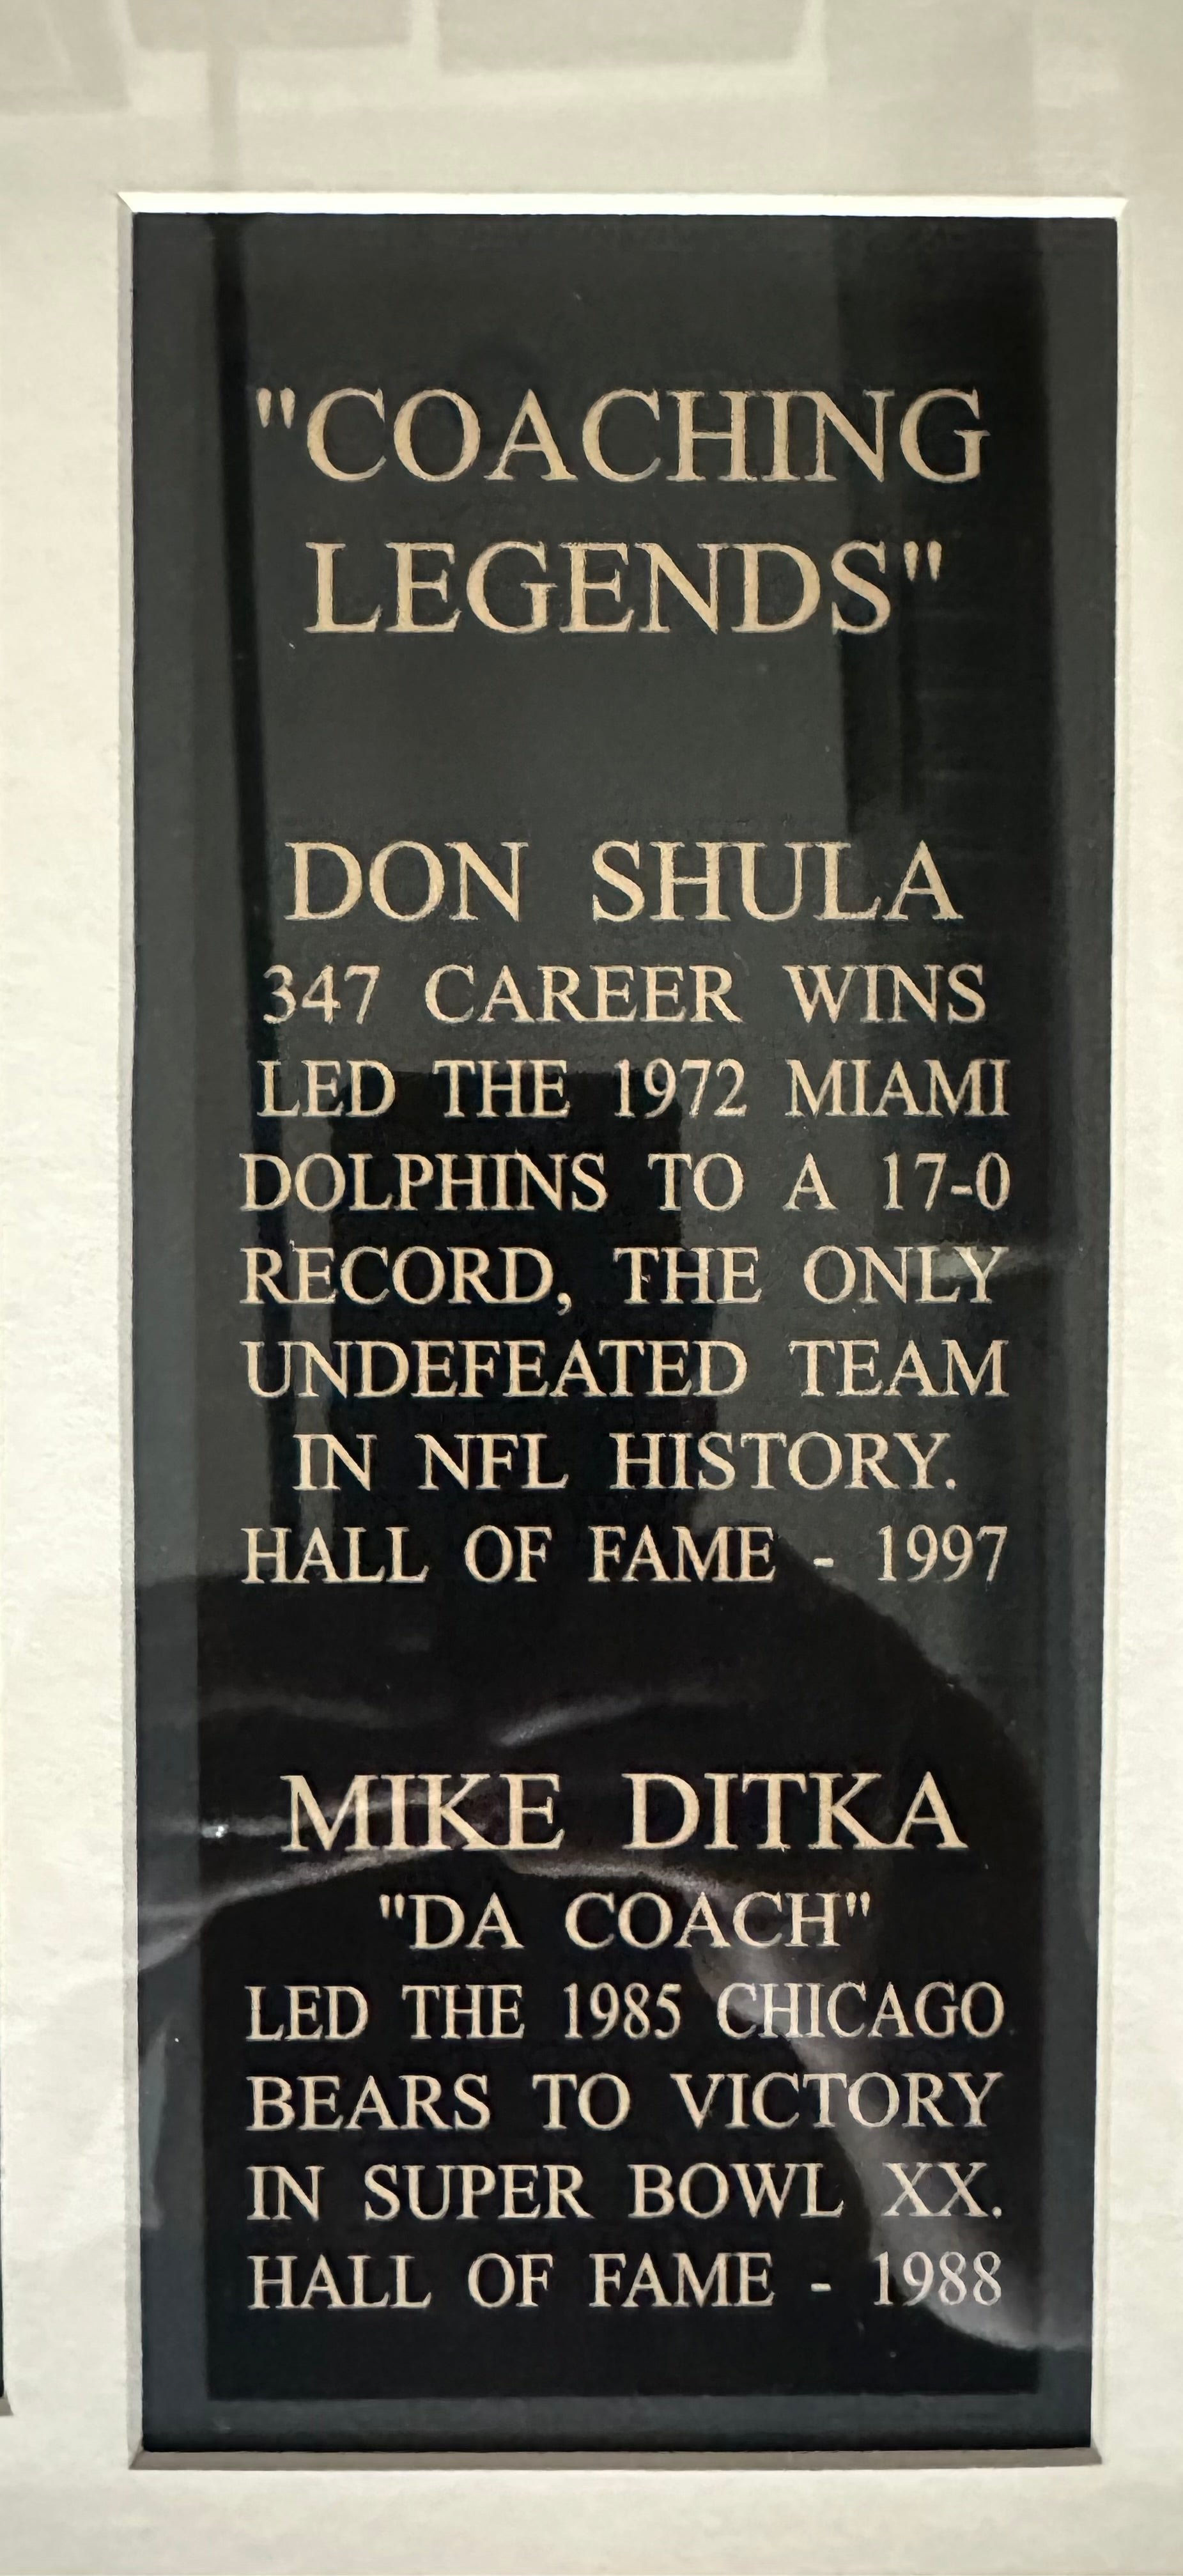 "COACHING
LEGENDS"
DON SHULA
347 CAREER WINS
LED THE 1972 MIAMI
DOLPHINS TO A 17-0
RECORD, THE ONLY
UNDEFEATED TEAM
IN NFL HISTORY.
HALL OF FAME - 1997
MIKE DITKA
"DA COACH"
LED THE 1985 CHICAGO
BEARS TO VICTORY
IN SUPER BOWL XX.
HALL OF FAME - 1988